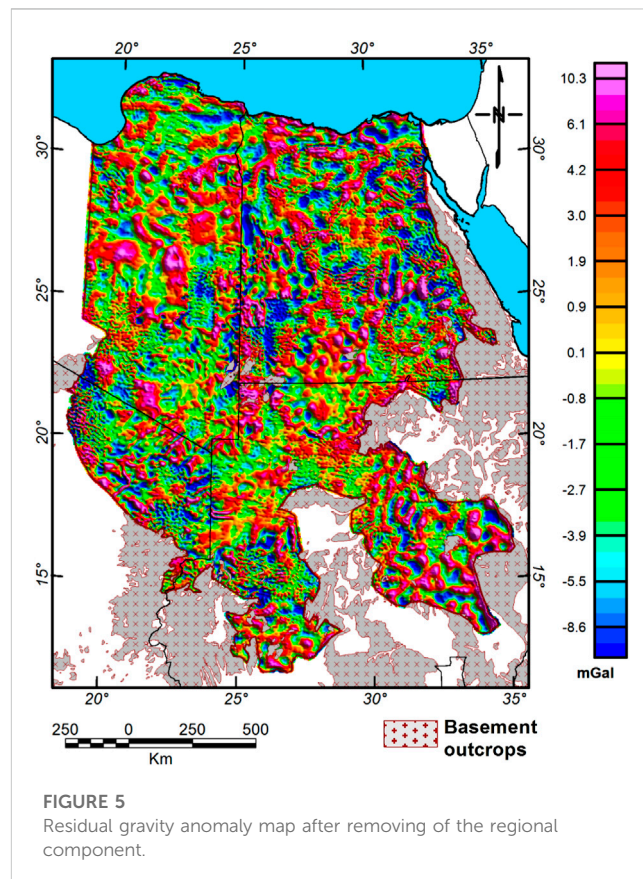 20° 25° 30° 35°
N
30° 30°
25° 25°
20° 20°
15° 15°
20° 25° 30° 35°
10.3
6.1
4.2
3.0
1.9
0.9
0.1
-0.8
-1.7
-2.7
-3.9
-5.5
-8.6
mGal
250 0 250 500
Km
Basement
outcrops
FIGURE 5
Residual gravity anomaly map after removing of the regional
component.